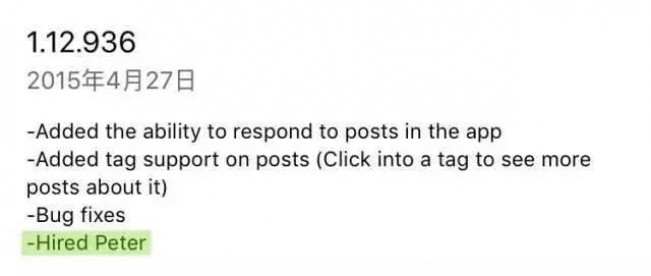 1.12.936
2015年4月27日
-Added the ability to respond to posts in the app
-Added tag support on posts (Click into a tag to see more
posts about it)
-Bug fixes
-Hired Peter